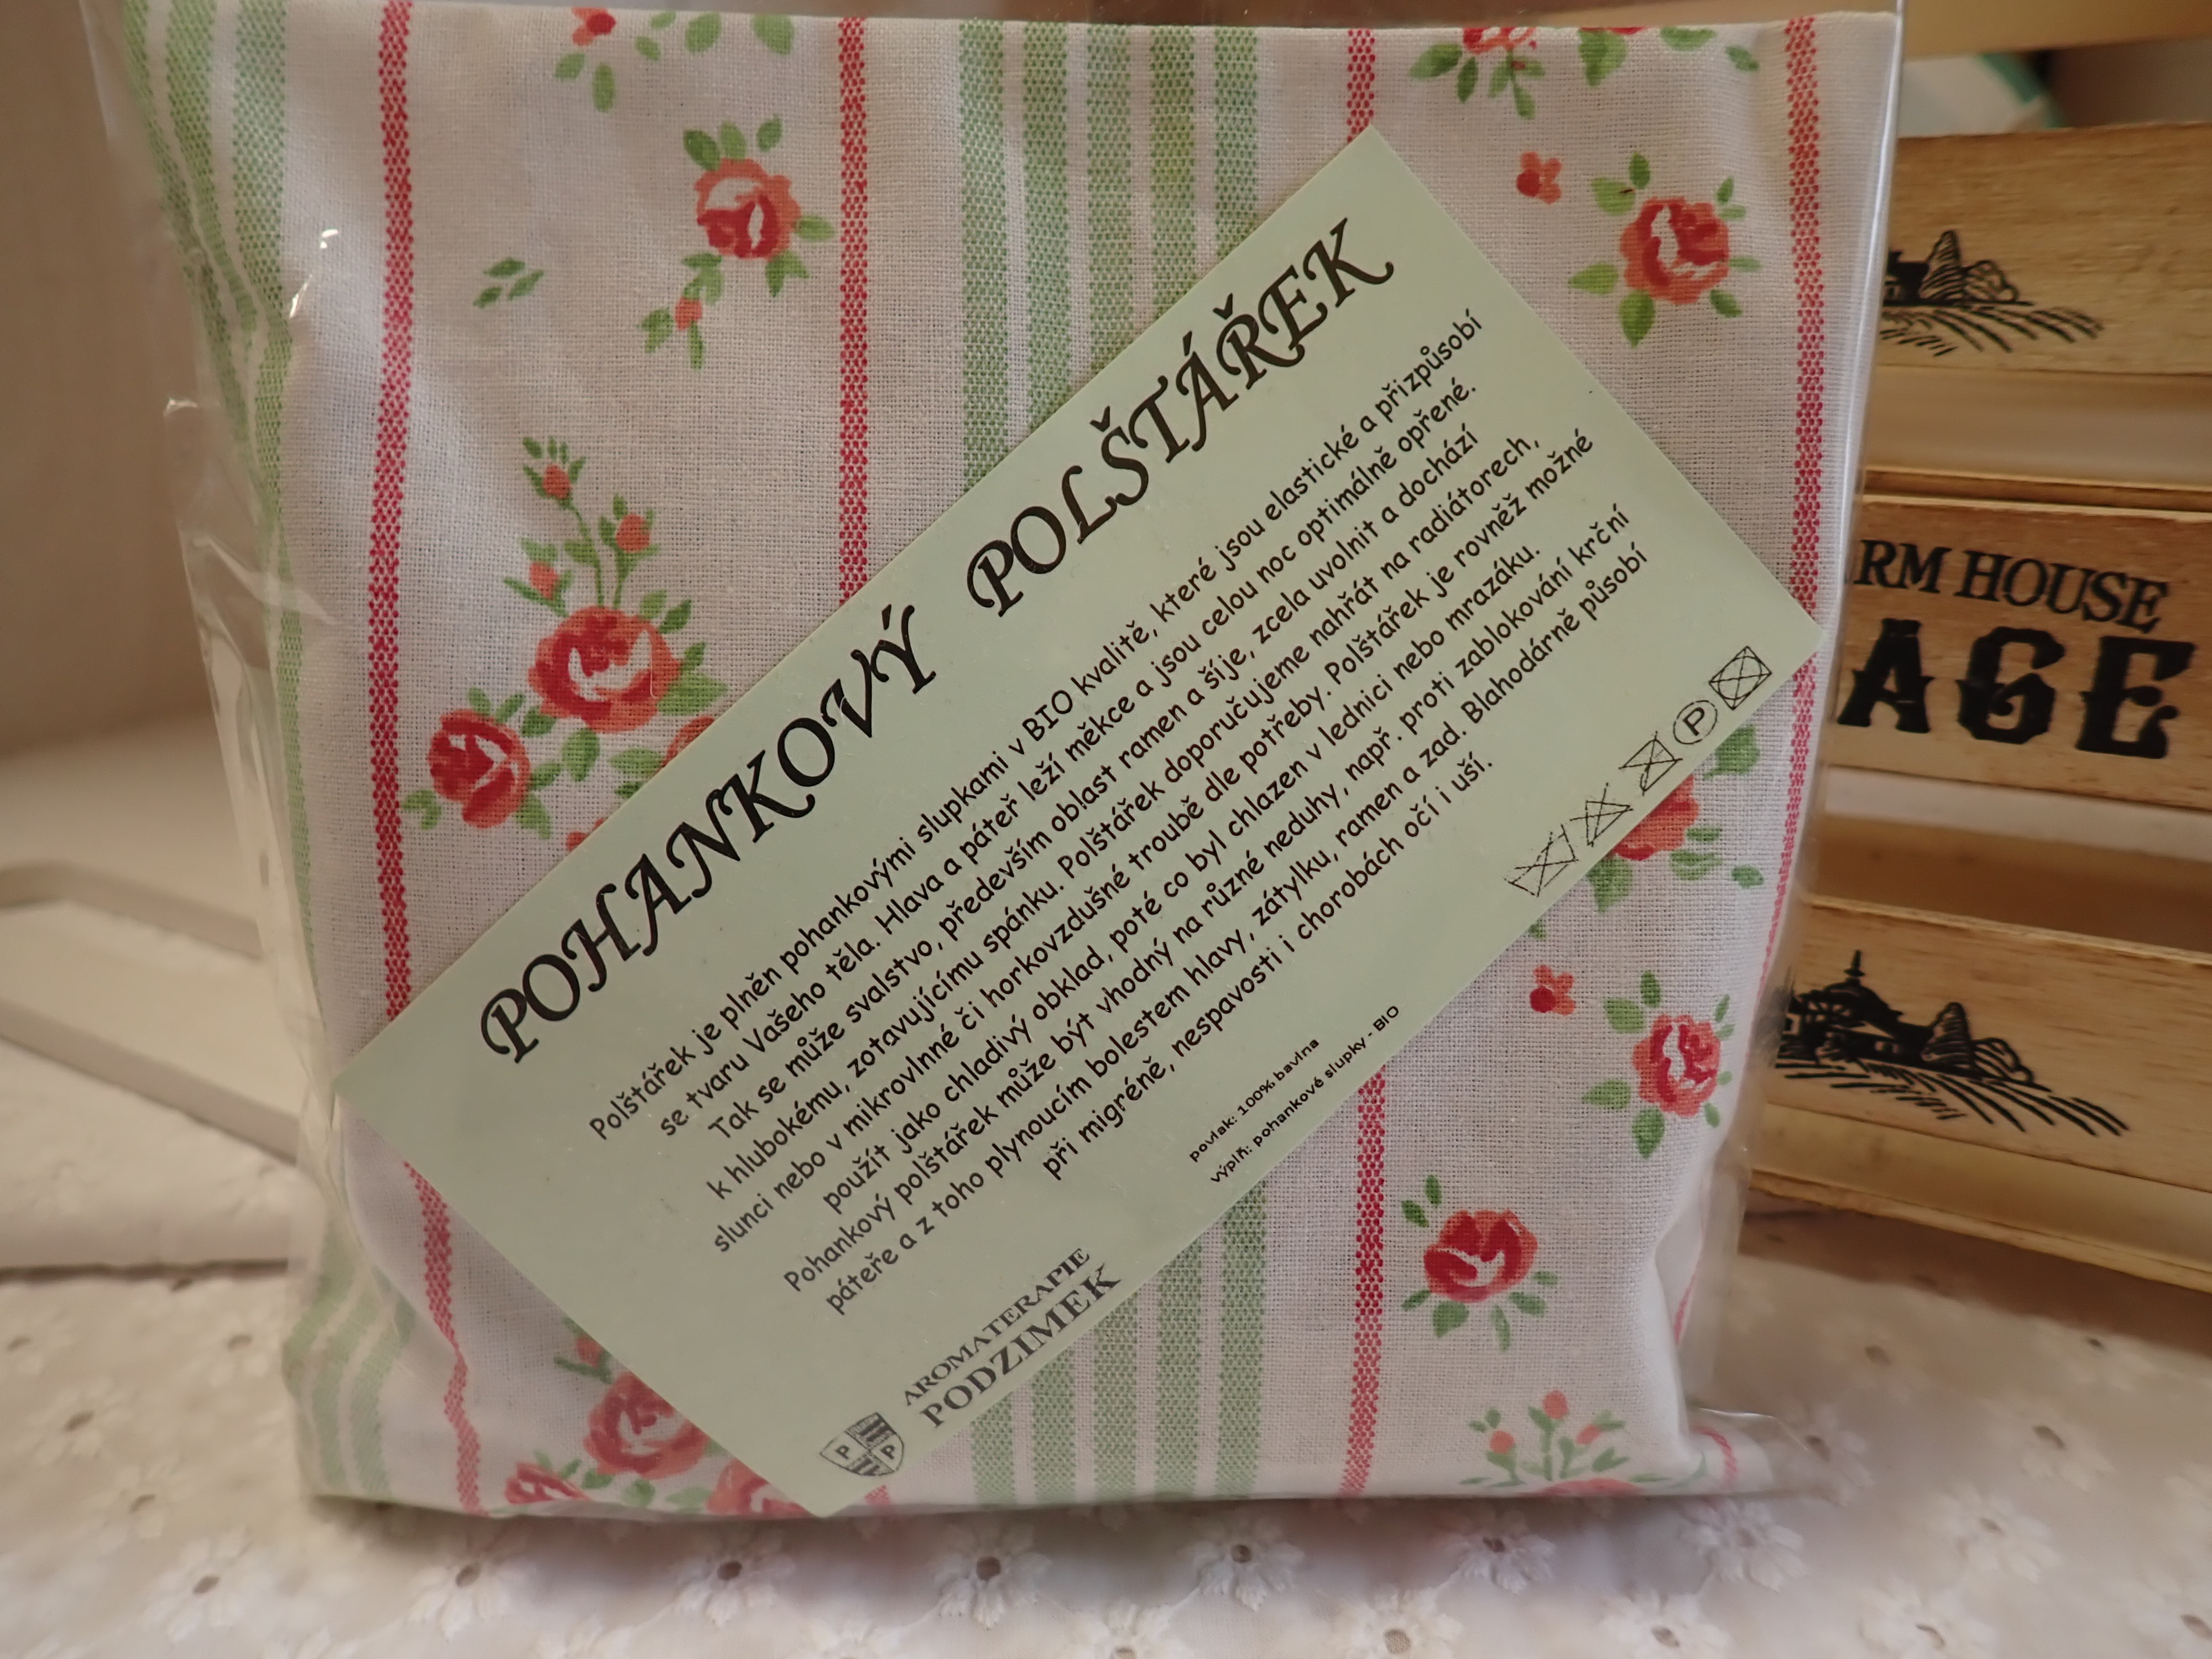 POHANKOVÝ POLŠTÁŘEK
Polštářek je plněn pohankovými slupkami v BIO kvalitě, které jsou elastické a přizpůsobí
se tvaru Vašeho těla. Hlava a páteř leží měkce a jsou celou noc optimálně opřené.
Tak se může svalstvo, především oblast ramen a šíje, zcela uvolnit a dochází
k hlubokému, zotavujícímu spánku. Polštářek doporučujeme nahřát na radiátorech,
slunci nebo v mikrovlnné či horkovzdušné troubě dle potřeby. Polštářek je rovněž možné
použít jako chladivý obklad, poté co byl chlazen v lednici nebo mrazáku.
Pohankový polštářek může být vhodný na různé neduhy, např. proti zablokování krční
páteře a z toho plynoucím bolestem hlavy, zátylku, ramen a zad. Blahodárně působí
při migréně, nespavosti i chorobách očí i uší.
P
povlak: 100% bavlna
výplň: pohankové slupky - BIO
AROMATERAPIE
PODZIMEK
P P
RM HOUSE
AGE